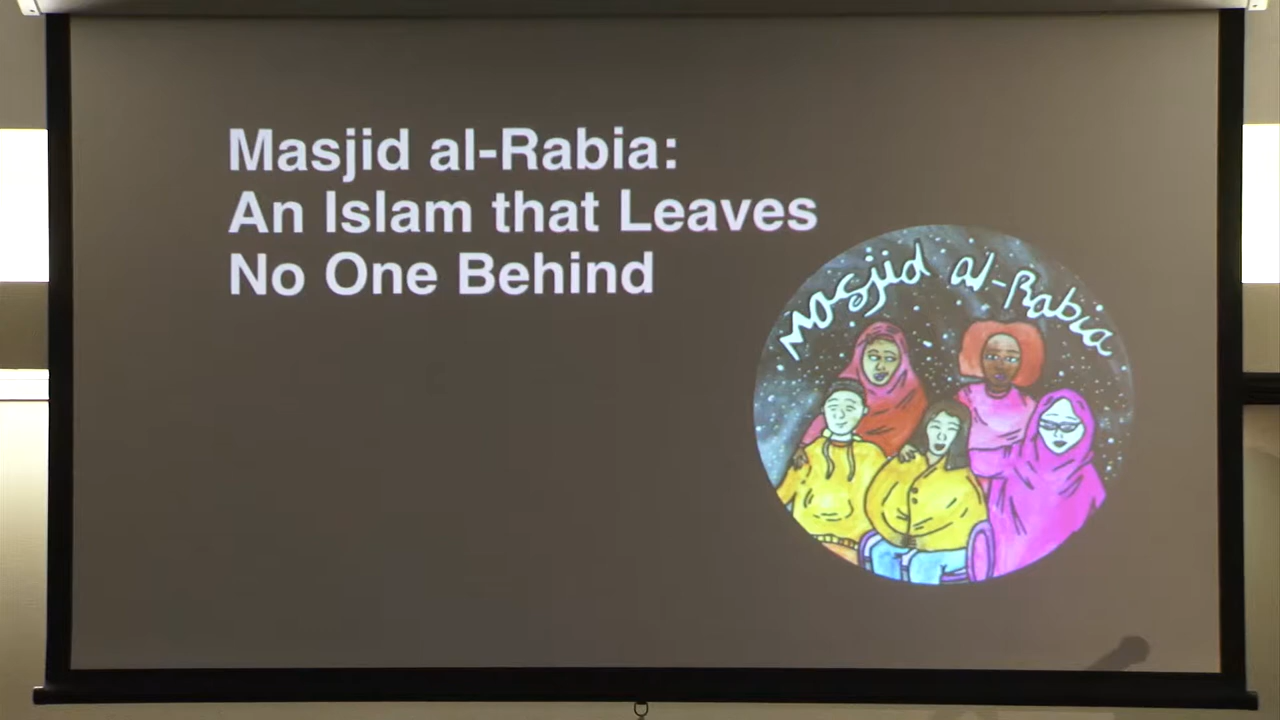 Masjid al-Rabia:
An Islam that Leaves
No One Behind
Masjid al-Rabia